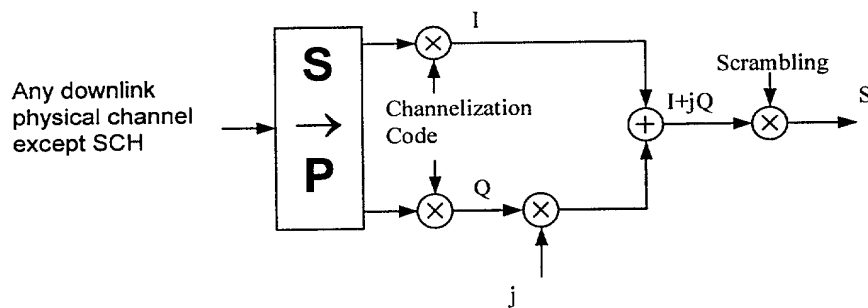 Any downlink
physical channel
except SCH
S
→
P
I
Channelization
Code
Q
j
I+jQ
Scrambling
S